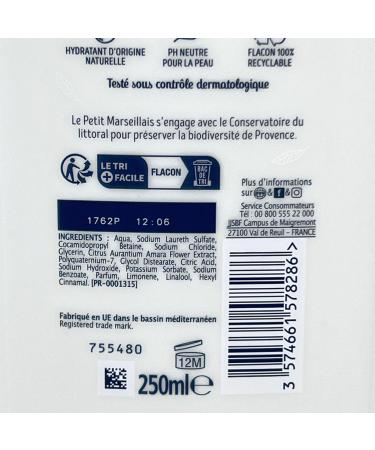 HYDRATANT D'ORIGINE NATURELLE
PH NEUTRE POUR LA PEAU
FLACON 100% RECYCLABLE
Testé sous contrôle dermatologique
Le Petit Marseillais s'engage avec le Conservatoire du
littoral pour préserver la biodiversité de Provence.
LE TRI
+ FACILE
FLACON
BAC
DE
TRI
Plus d'informations
sur
&
Service Consommateurs
Tél : 00 800 555 22 000
JJSBF Campus de Maigremont
27100 Val de Reuil - FRANCE
1762P 12:06
INGREDIENTS : Aqua, Sodium Laureth Sulfate,
Cocamidopropyl Betaine, Sodium Chloride,
Glycerin, Citrus Aurantium Amara Flower Extract,
Polyquaternium-7, Glycol Distearate, Citric Acid,
Sodium Hydroxide, Potassium Sorbate, Sodium
Benzoate, Parfum, Limonene, Linalool, Hexyl
Cinnamal. [PR-0001315]
Fabriqué en UE dans le bassin méditerranéen
Registered trade mark.
755480
12M
250ml e
3 574661 578286 >